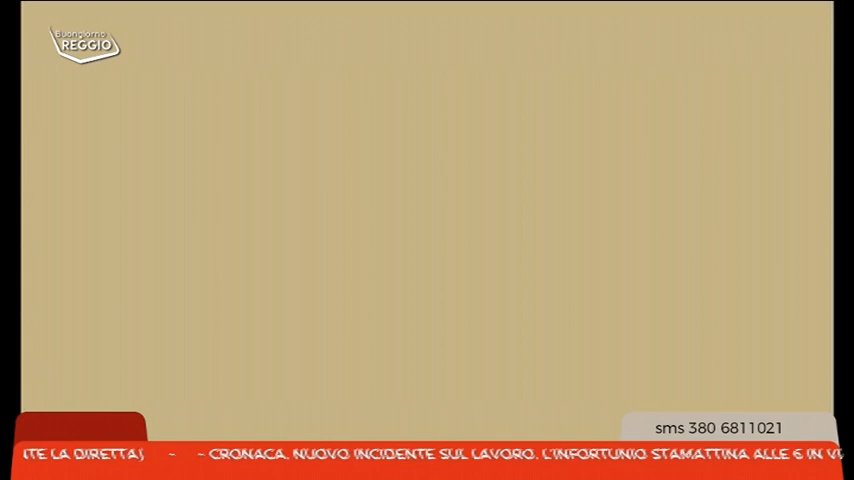 Buongiorno
REGGIO
sms 380 6811021
ITE LA DIRETTA! - - CRONACA. NUOVO INCIDENTE SUL LAVORO. L'INFORTUNIO STAMATTINA ALLE 6 IN